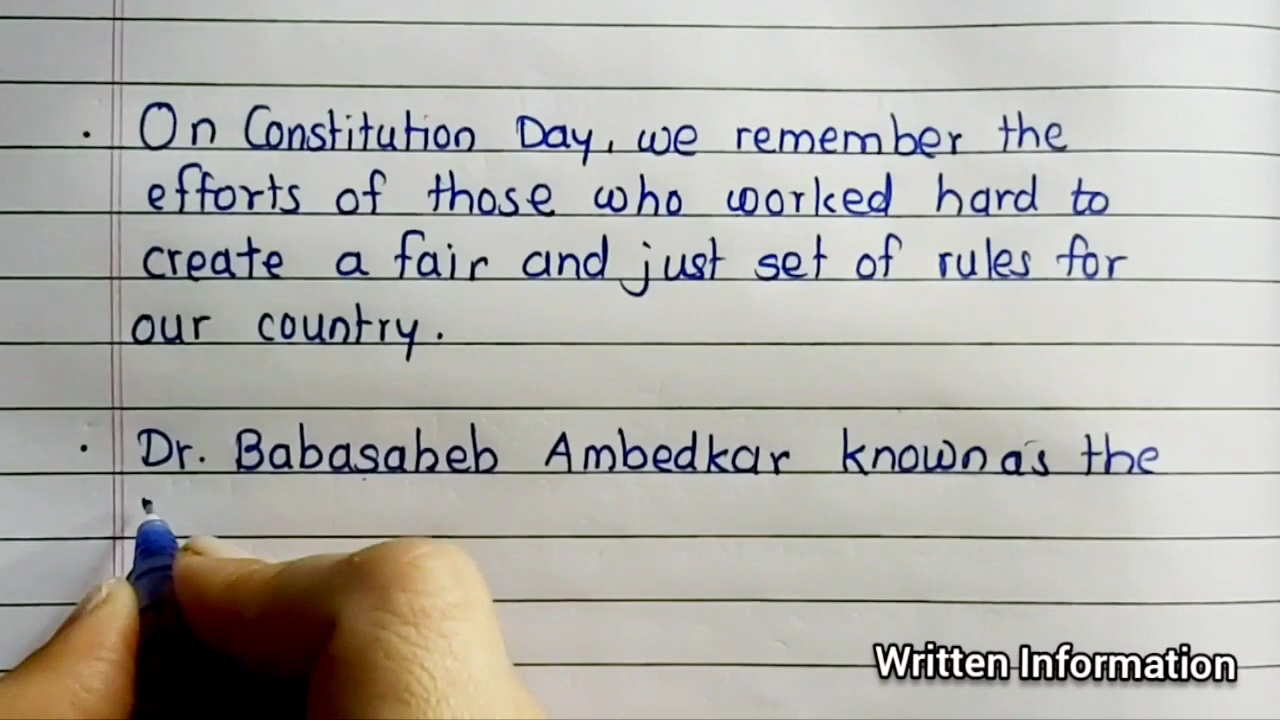 . On Constitution Day, we remember the
efforts of those who worked hard to
create a fair and just set of rules for
our country.
. Dr. Babasaheb Ambedkar known as the
Written Information